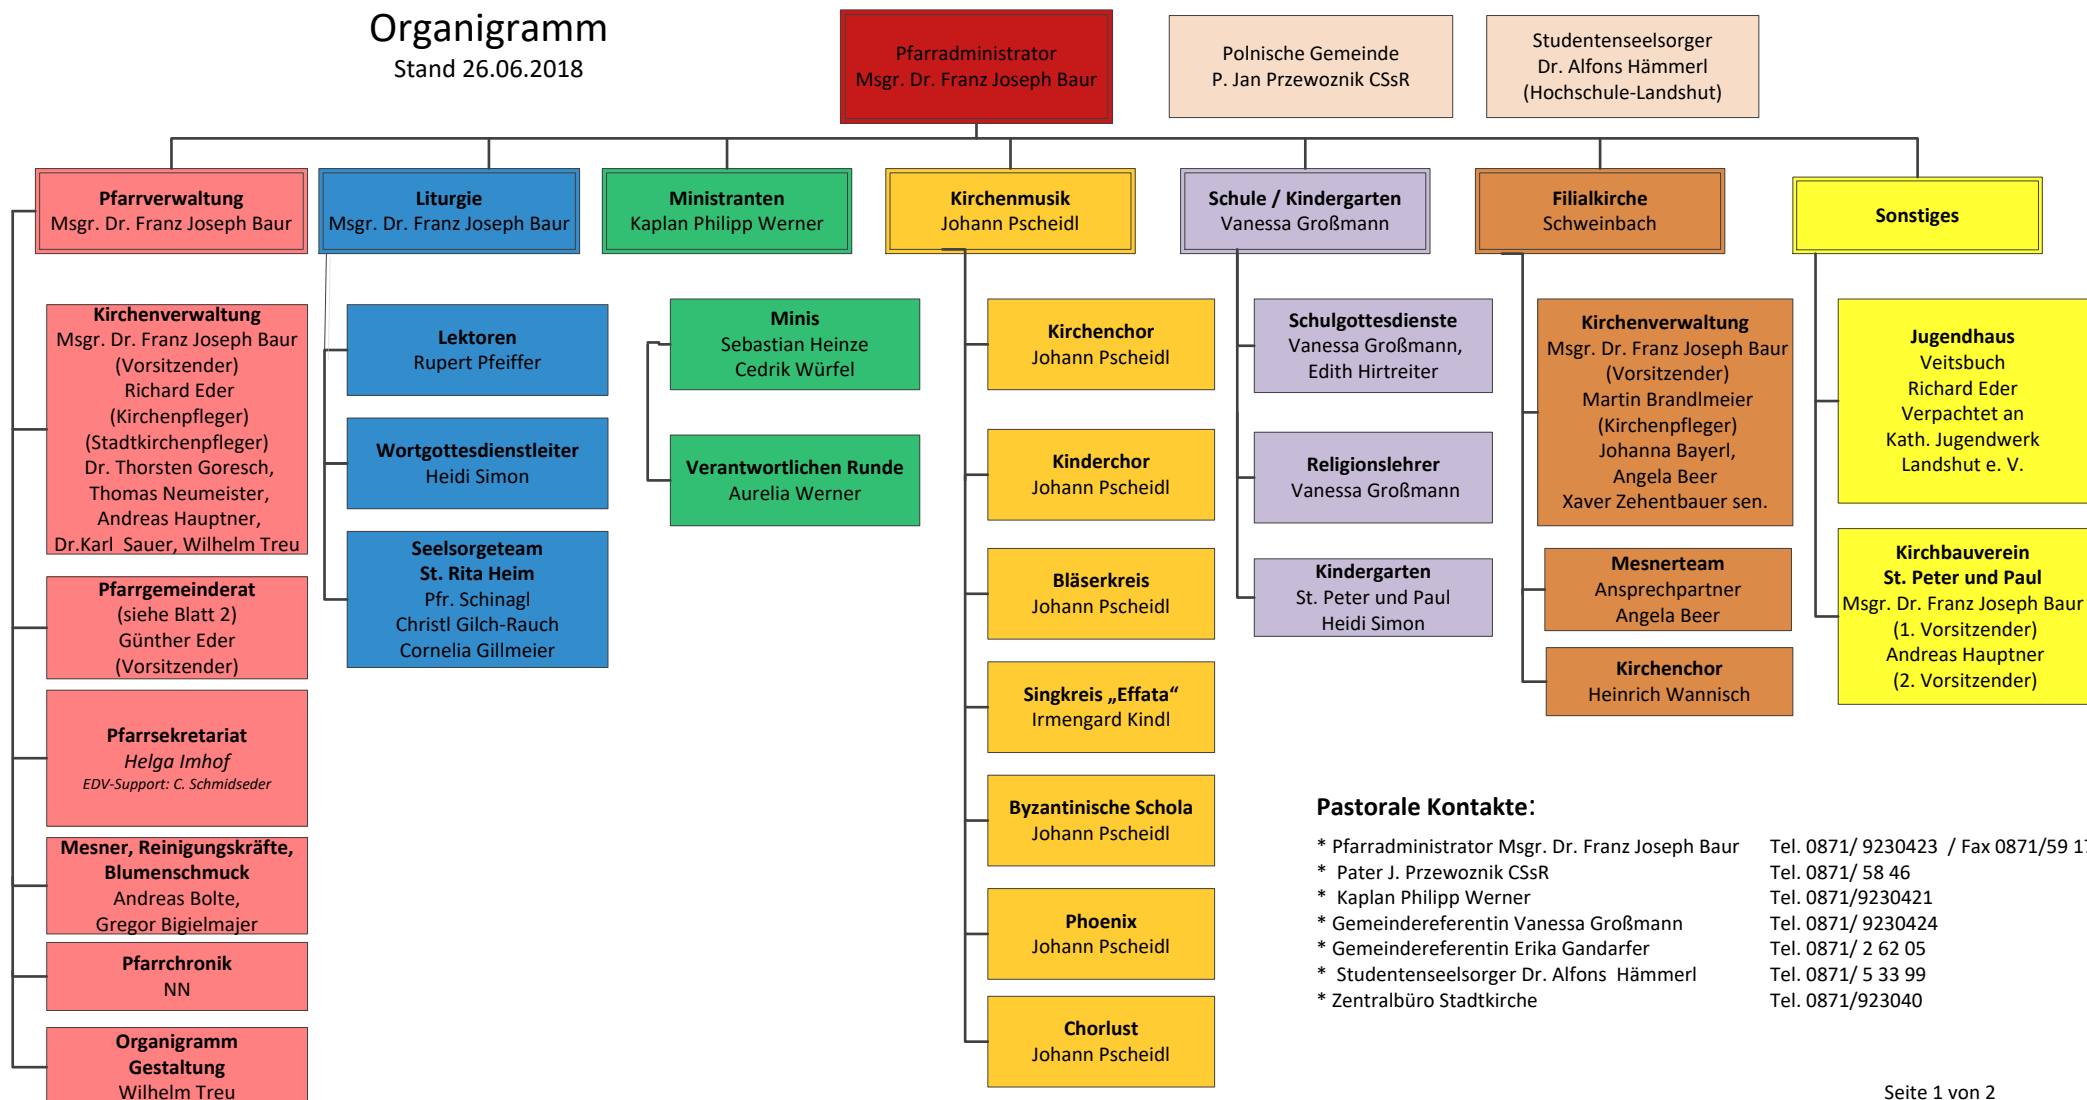 Organigramm
Stand 26.06.2018
Pfarradministrator
Msgr. Dr. Franz Joseph Baur
Polnische Gemeinde
P. Jan Przewoznik CSsR
Studentenseelsorger
Dr. Alfons Hämmerl
(Hochschule-Landshut)
Pfarrverwaltung
Msgr. Dr. Franz Joseph Baur
Liturgie
Msgr. Dr. Franz Joseph Baur
Ministranten
Kaplan Philipp Werner
Kirchenmusik
Johann Pscheidl
Schule / Kindergarten
Vanessa Großmann
Filialkirche
Schweinbach
Sonstiges
Kirchenverwaltung
Msgr. Dr. Franz Joseph Baur
(Vorsitzender)
Richard Eder
(Kirchenpfleger)
(Stadtkirchenpfleger)
Dr. Thorsten Goresch,
Thomas Neumeister,
Andreas Hauptner,
Dr.Karl Sauer, Wilhelm Treu
Pfarrgemeinderat
(siehe Blatt 2)
Günther Eder
(Vorsitzender)
Pfarrsekretariat
Helga Imhof
EDV-Support: C. Schmidseder
Mesner, Reinigungskräfte,
Blumenschmuck
Andreas Bolte,
Gregor Bigielmajer
Pfarrchronik
NN
Organigramm
Gestaltung
Wilhelm Treu
Lektoren
Rupert Pfeiffer
Wortgottesdienstleiter
Heidi Simon
Seelsorgeteam
St. Rita Heim
Pfr. Schinagl
Christl Gilch-Rauch
Cornelia Gillmeier
Minis
Sebastian Heinze
Cedrik Würfel
Verantwortlichen Runde
Aurelia Werner
Kirchenchor
Johann Pscheidl
Kinderchor
Johann Pscheidl
Bläserkreis
Johann Pscheidl
Singkreis „Effata“
Irmengard Kindl
Byzantinische Schola
Johann Pscheidl
Phoenix
Johann Pscheidl
Chorlust
Johann Pscheidl
Schulgottesdienste
Vanessa Großmann,
Edith Hirtreiter
Religionslehrer
Vanessa Großmann
Kindergarten
St. Peter und Paul
Heidi Simon
Kirchenverwaltung
Msgr. Dr. Franz Joseph Baur
(Vorsitzender)
Martin Brandlmeier
(Kirchenpfleger)
Johanna Bayerl,
Angela Beer
Xaver Zehentbauer sen.
Mesnerteam
Ansprechpartner
Angela Beer
Kirchenchor
Heinrich Wannisch
Jugendhaus
Veitsbuch
Richard Eder
Verpachtet an
Kath. Jugendwerk
Landshut e. V.
Kirchbauverein
St. Peter und Paul
Msgr. Dr. Franz Joseph Baur
(1. Vorsitzender)
Andreas Hauptner
(2. Vorsitzender)
Pastorale Kontakte:
* Pfarradministrator Msgr. Dr. Franz Joseph Baur Tel. 0871/ 9230423 / Fax 0871/59 17
* Pater J. Przewoznik CSsR Tel. 0871/ 58 46
* Kaplan Philipp Werner Tel. 0871/9230421
* Gemeindereferentin Vanessa Großmann Tel. 0871/ 9230424
* Gemeindereferentin Erika Gandarfer Tel. 0871/ 2 62 05
* Studentenseelsorger Dr. Alfons Hämmerl Tel. 0871/ 5 33 99
* Zentralbüro Stadtkirche Tel. 0871/923040
Seite 1 von 2